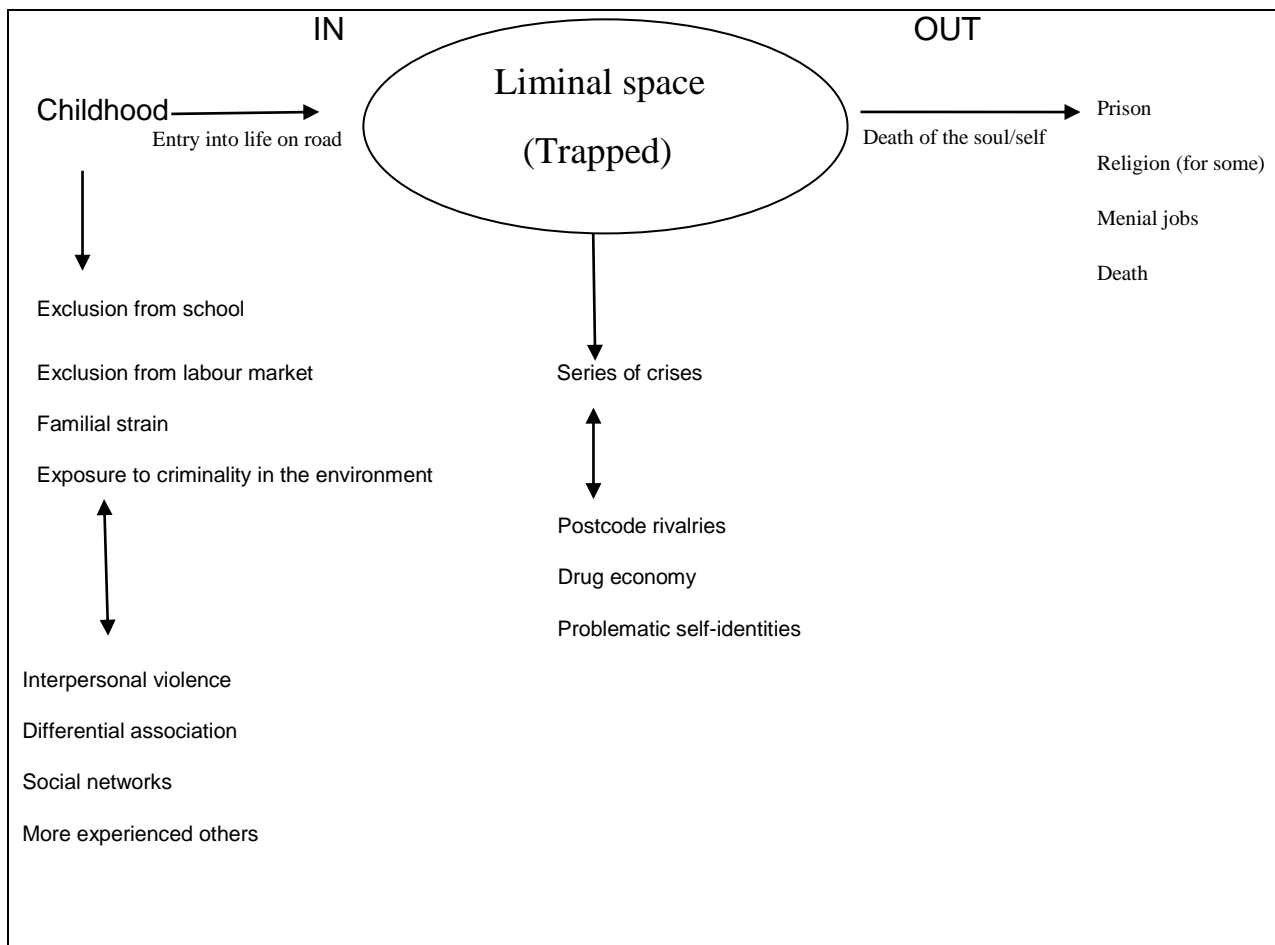 IN
OUT
Liminal space
(Trapped)
Childhood
Entry into life on road
Death of the soul/self
Prison
Religion (for some)
Menial jobs
Death
Exclusion from school
Exclusion from labour market
Familial strain
Exposure to criminality in the environment
Series of crises
Postcode rivalries
Drug economy
Problematic self-identities
Interpersonal violence
Differential association
Social networks
More experienced others